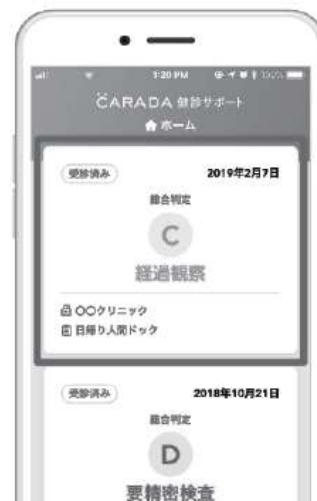 1:20 PM
100%
CARADA 健診サポート
ホーム
受診済み
2019年2月7日
総合判定
C
経過観察
〇〇クリニック
日帰り人間ドック
受診済み
2018年10月21日
総合判定
D
要精密検査